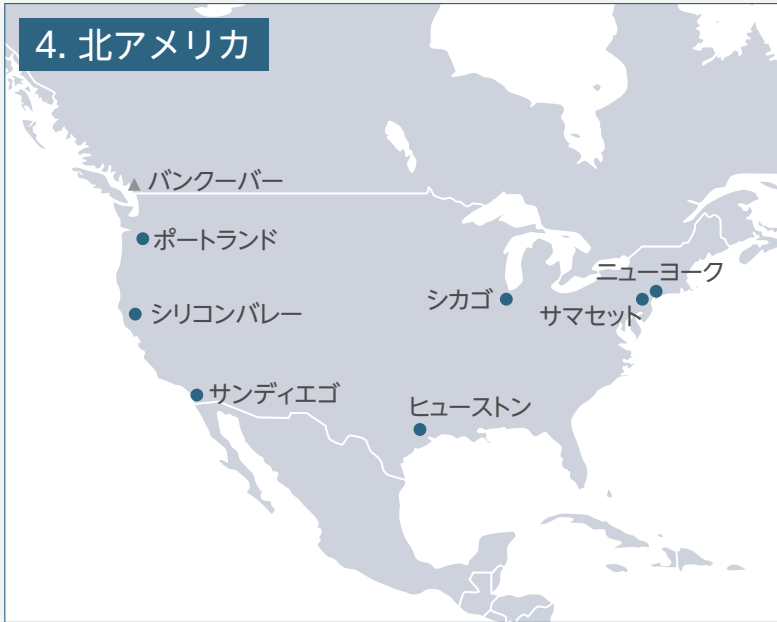 4. 北アメリカ
▲ バンクーバー
ポートランド
ニューヨーク
シカゴ
サマセット
シリコンバレー
サンディエゴ
ヒューストン